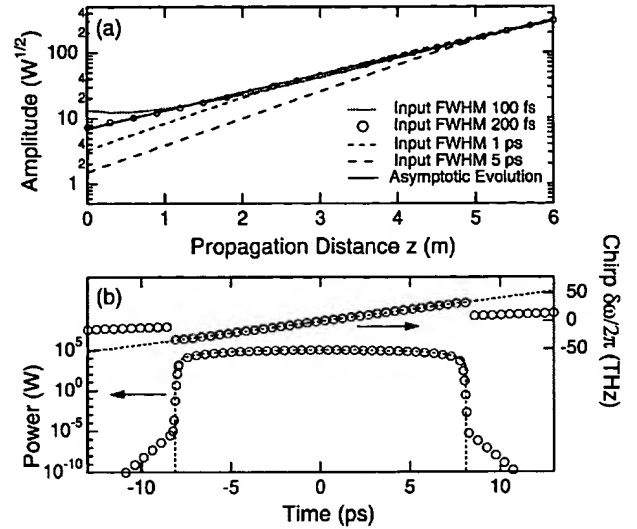 (a)
4
2
100
4
2
10
4
2
1
Amplitude (W^1/2)
Input FWHM 100 fs
Input FWHM 200 fs
Input FWHM 1 ps
Input FWHM 5 ps
Asymptotic Evolution
0 1 2 3 4 5 6
Propagation Distance z (m)
(b)
10^5
10^0
10^-5
10^-10
Power (W)
50
0
-50
Chirp δω/2π (THz)
-10 -5 0 5 10
Time (ps)